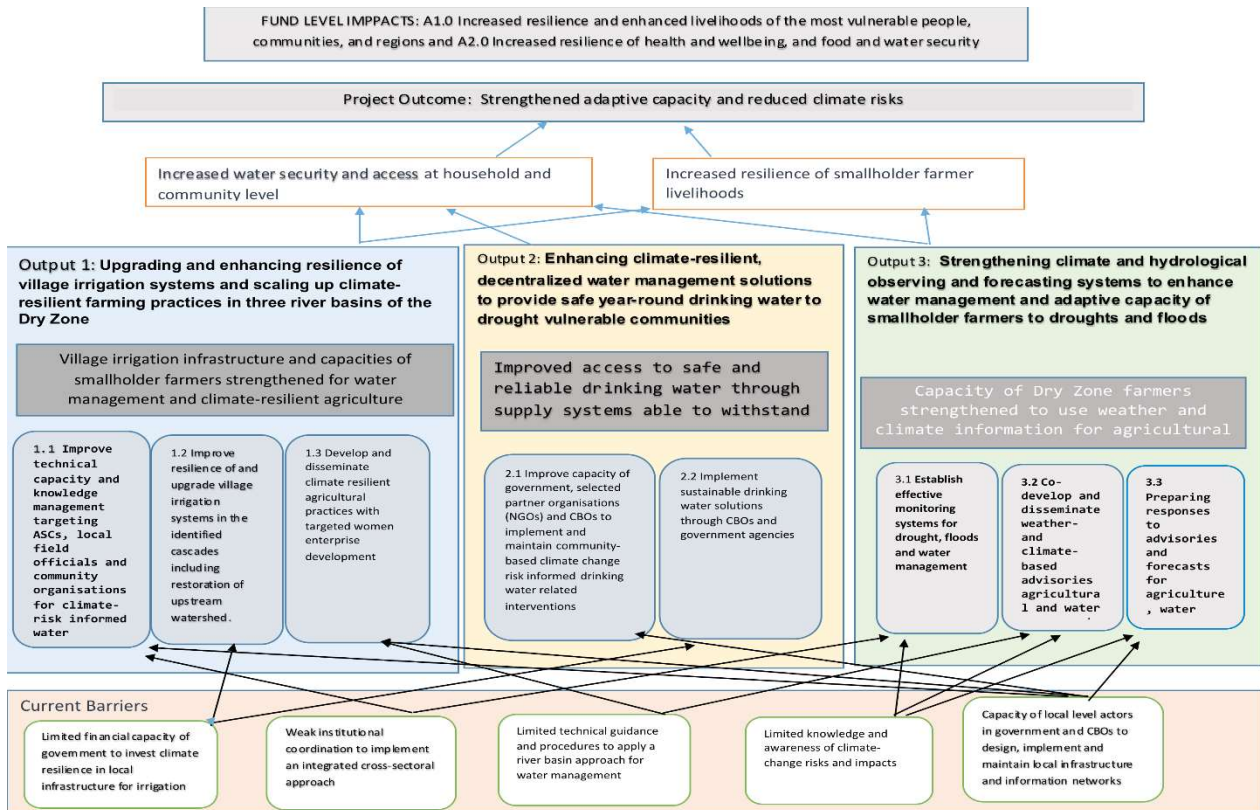 FUND LEVEL IMPPACTS: A1.0 Increased resilience and enhanced livelihoods of the most vulnerable people,
communities, and regions and A2.0 Increased resilience of health and wellbeing, and food and water security
Project Outcome: Strengthened adaptive capacity and reduced climate risks
Increased water security and access at household and
community level
Increased resilience of smallholder farmer
livelihoods
Output 1: Upgrading and enhancing resilience of
village irrigation systems and scaling up climate-
resilient farming practices in three river basins of the
Dry Zone
Village irrigation infrastructure and capacities of
smallholder farmers strengthened for water
management and climate-resilient agriculture
1.1 Improve
technical
capacity and
knowledge
management
targeting
ASCs, local
field
officials and
community
organisations
for climate-
risk informed
water
1.2 Improve
resilience of and
upgrade village
irrigation
systems in the
identified
cascades
including
restoration of
upstream
watershed.
1.3 Develop and
disseminate
climate resilient
agricultural
practices with
targeted women
enterprise
development
Output 2: Enhancing climate-resilient,
decentralized water management solutions
to provide safe year-round drinking water to
drought vulnerable communities
Improved access to safe and
reliable drinking water through
supply systems able to withstand
2.1 Improve capacity of
government, selected
partner organisations
(NGOs) and CBOs to
implement and
maintain community-
based climate change
risk informed drinking
water related
interventions
2.2 Implement
sustainable drinking
water solutions
through CBOs and
government agencies
Output 3: Strengthening climate and hydrological
observing and forecasting systems to enhance
water management and adaptive capacity of
smallholder farmers to droughts and floods
Capacity of Dry Zone farmers
strengthened to use weather and
climate information for agricultural
3.1 Establish
effective
monitoring
systems for
drought, floods
and water
management
3.2 Co-
develop and
disseminate
weather-
and
climate-
based
advisories
agricultura
l and water
3.3
Preparing
responses
to
advisories
and
forecasts
for
agriculture
, water
Current Barriers
Limited financial capacity of
government to invest climate
resilience in local
infrastructure for irrigation
Weak institutional
coordination to implement
an integrated cross-sectoral
approach
Limited technical guidance
and procedures to apply a
river basin approach for
water management
Limited knowledge and
awareness of climate-
change risks and impacts
Capacity of local level actors
in government and CBOs to
design, implement and
maintain local infrastructure
and information networks